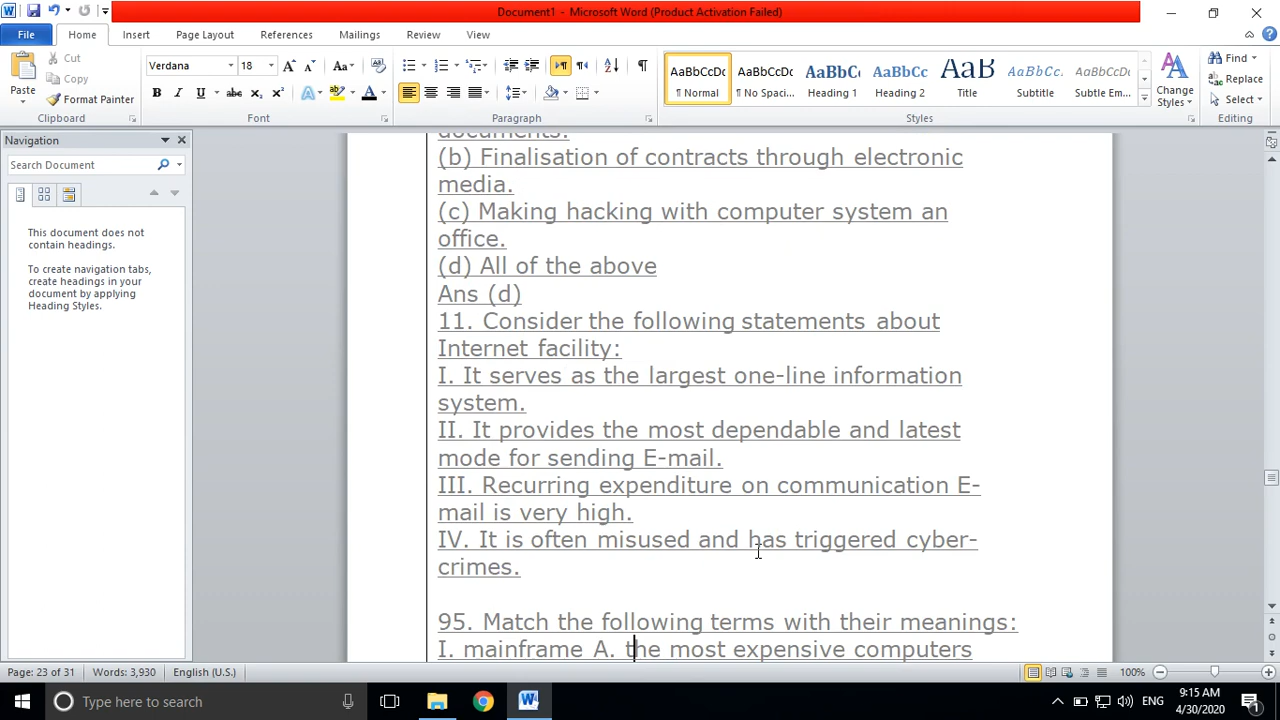 Document1 - Microsoft Word (Product Activation Failed)
File Home Insert Page Layout References Mailings Review View
Paste
Cut
Copy
Format Painter
Clipboard
Verdana 18
Font
Paragraph
AaBbCcDc AaBbCcDc AaBbCc AaBbCc AaB AaBbCc. AaBbCcDc
¶ Normal ¶ No Spaci... Heading 1 Heading 2 Title Subtitle Subtle Em...
Styles
Change
Styles
Find
Replace
Select
Editing
Navigation
Search Document
This document does not
contain headings.
To create navigation tabs,
create headings in your
document by applying
Heading Styles.
documents.
(b) Finalisation of contracts through electronic
media.
(c) Making hacking with computer system an
office.
(d) All of the above
Ans (d)
11. Consider the following statements about
Internet facility:
I. It serves as the largest one-line information
system.
II. It provides the most dependable and latest
mode for sending E-mail.
III. Recurring expenditure on communication E-
mail is very high.
IV. It is often misused and has triggered cyber-
crimes.
95. Match the following terms with their meanings:
I. mainframe A. the most expensive computers
Page: 23 of 31 Words: 3,930 English (U.S.) 100%
Type here to search
ENG
9:15 AM
4/30/2020